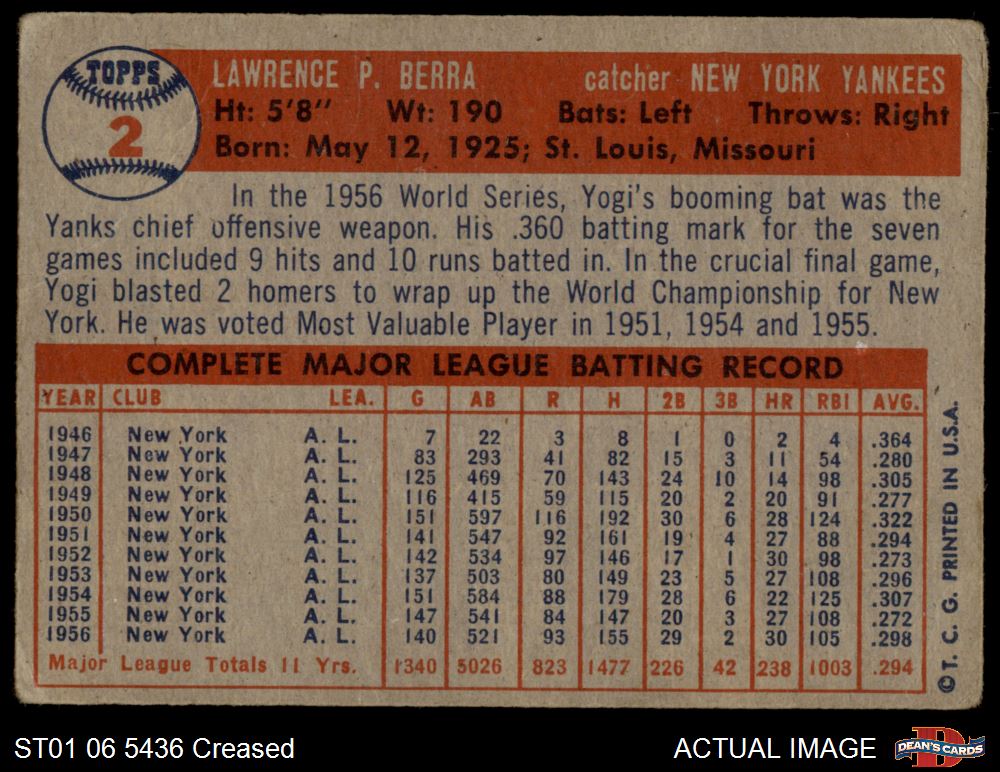 TOPPS
2
LAWRENCE P. BERRA catcher NEW YORK YANKEES
Ht: 5'8" Wt: 190 Bats: Left Throws: Right
Born: May 12, 1925; St. Louis, Missouri
In the 1956 World Series, Yogi's booming bat was the
Yanks chief offensive weapon. His .360 batting mark for the seven
games included 9 hits and 10 runs batted in. In the crucial final game,
Yogi blasted 2 homers to wrap up the World Championship for New
York. He was voted Most Valuable Player in 1951, 1954 and 1955.
COMPLETE MAJOR LEAGUE BATTING RECORD
YEAR CLUB LEA. G AB R H 2B 3B HR RBI AVG.
1946 New York A. L. 7 22 3 8 1 0 2 4 .364
1947 New York A. L. 83 293 41 82 15 3 11 54 .280
1948 New York A. L. 125 469 70 143 24 10 14 98 .305
1949 New York A. L. 116 415 59 115 20 2 20 91 .277
1950 New York A. L. 151 597 116 192 30 6 28 124 .322
1951 New York A. L. 141 547 92 161 19 4 27 88 .294
1952 New York A. L. 142 534 97 146 17 1 30 98 .273
1953 New York A. L. 137 503 80 149 23 5 27 108 .296
1954 New York A. L. 151 584 88 179 28 6 22 125 .307
1955 New York A. L. 147 541 84 147 20 3 27 108 .272
1956 New York A. L. 140 521 93 155 29 2 30 105 .298
Major League Totals 11 Yrs. 1340 5026 823 1477 226 42 238 1003 .294
©T. C. G. PRINTED IN U.S.A.
ST01 06 5436 Creased
ACTUAL IMAGE
DEAN'S CARDS